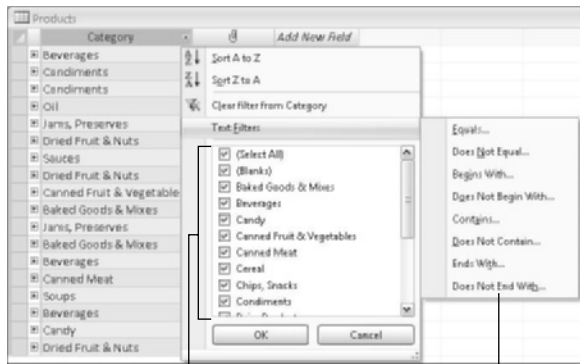 Products
Category
Add New Field
Beverages
Condiments
Condiments
Oil
Jams, Preserves
Dried Fruit & Nuts
Sauces
Dried Fruit & Nuts
Canned Fruit & Vegetable
Baked Goods & Mixes
Jams, Preserves
Baked Goods & Mixes
Beverages
Canned Meat
Soups
Beverages
Candy
Dried Fruit & Nuts
Sort A to Z
Sort Z to A
Clear filter from Category
Text Filters
(Select All)
(Blanks)
Baked Goods & Mixes
Beverages
Candy
Canned Fruit & Vegetables
Canned Meat
Cereal
Chips, Snacks
Condiments
OK
Cancel
Equals...
Does Not Equal...
Begins With...
Does Not Begin With...
Contains...
Does Not Contain...
Ends With...
Does Not End With...